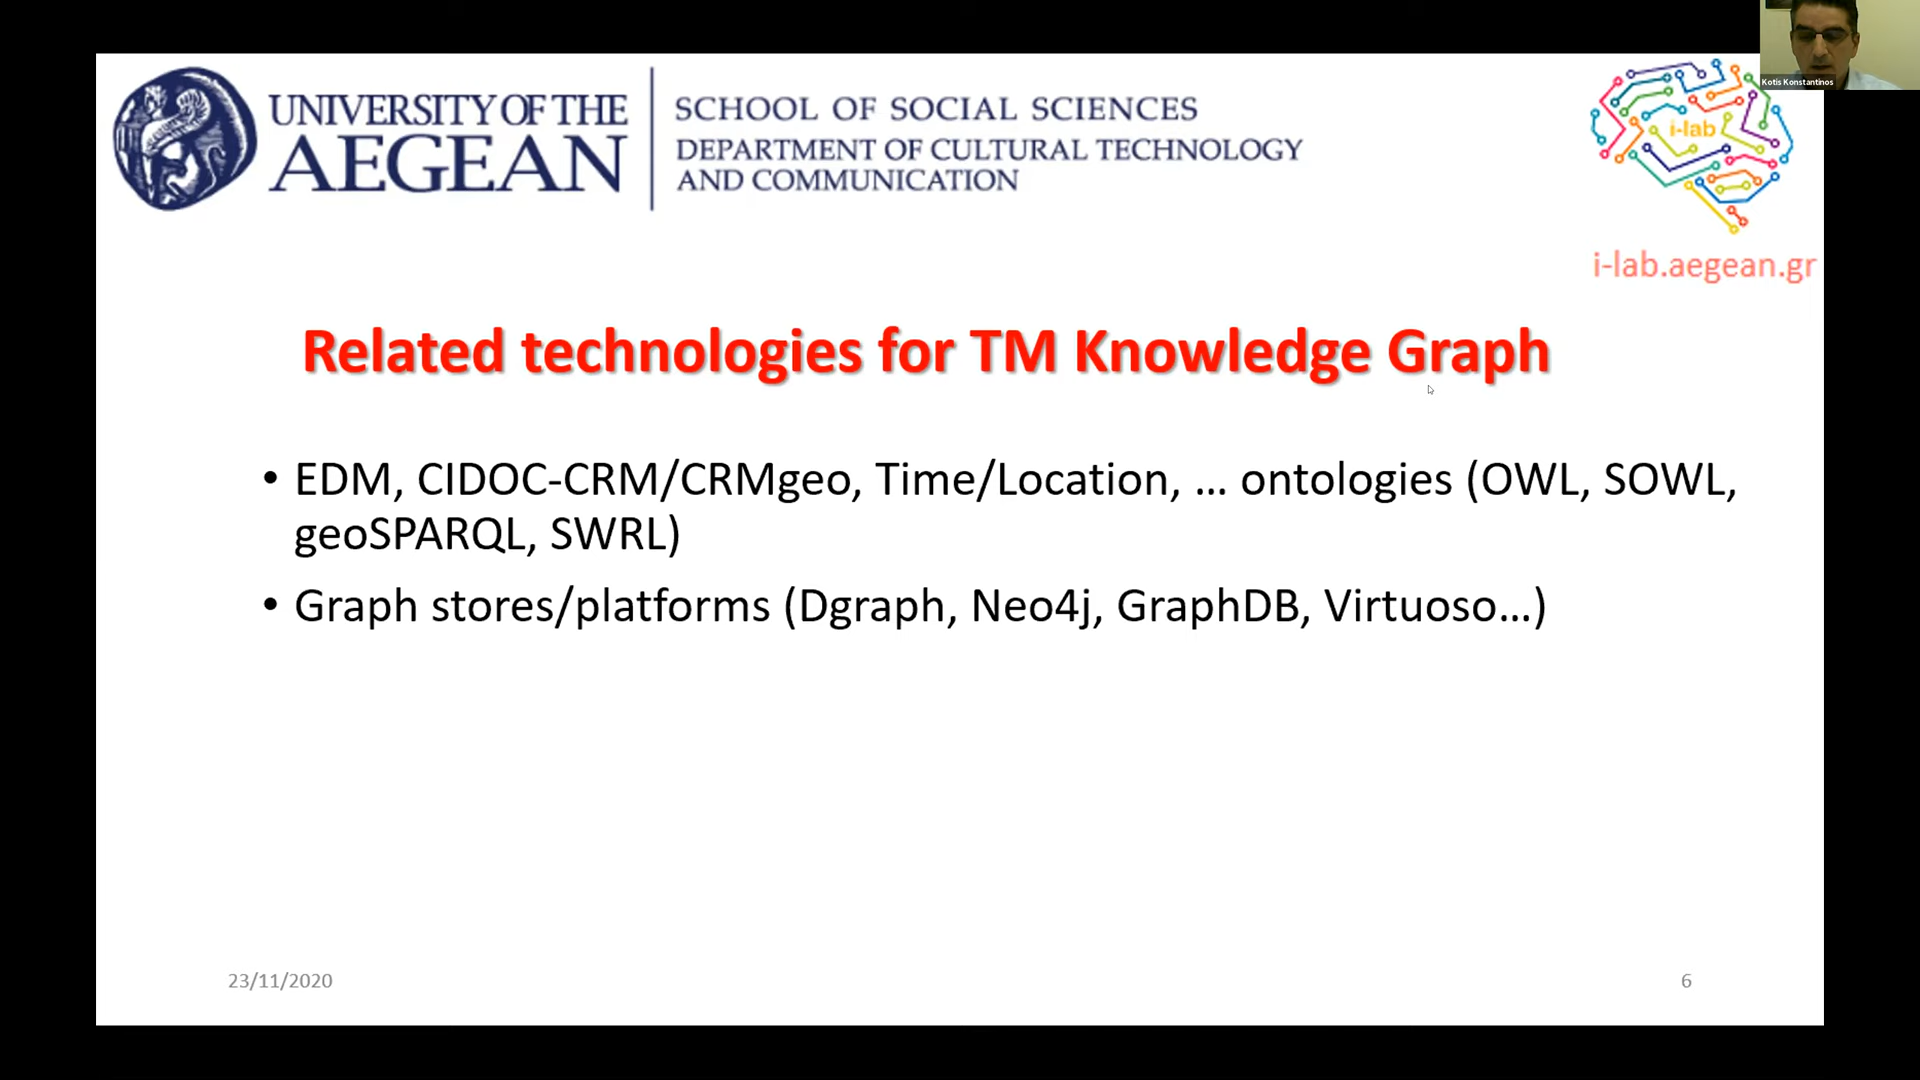 Kotis Konstantinos
UNIVERSITY OF THE
AEGEAN
SCHOOL OF SOCIAL SCIENCES
DEPARTMENT OF CULTURAL TECHNOLOGY
AND COMMUNICATION
i-lab
i-lab.aegean.gr
Related technologies for TM Knowledge Graph
• EDM, CIDOC-CRM/CRMgeo, Time/Location, … ontologies (OWL, SOWL,
geoSPARQL, SWRL)
• Graph stores/platforms (Dgraph, Neo4j, GraphDB, Virtuoso…)
23/11/2020
6